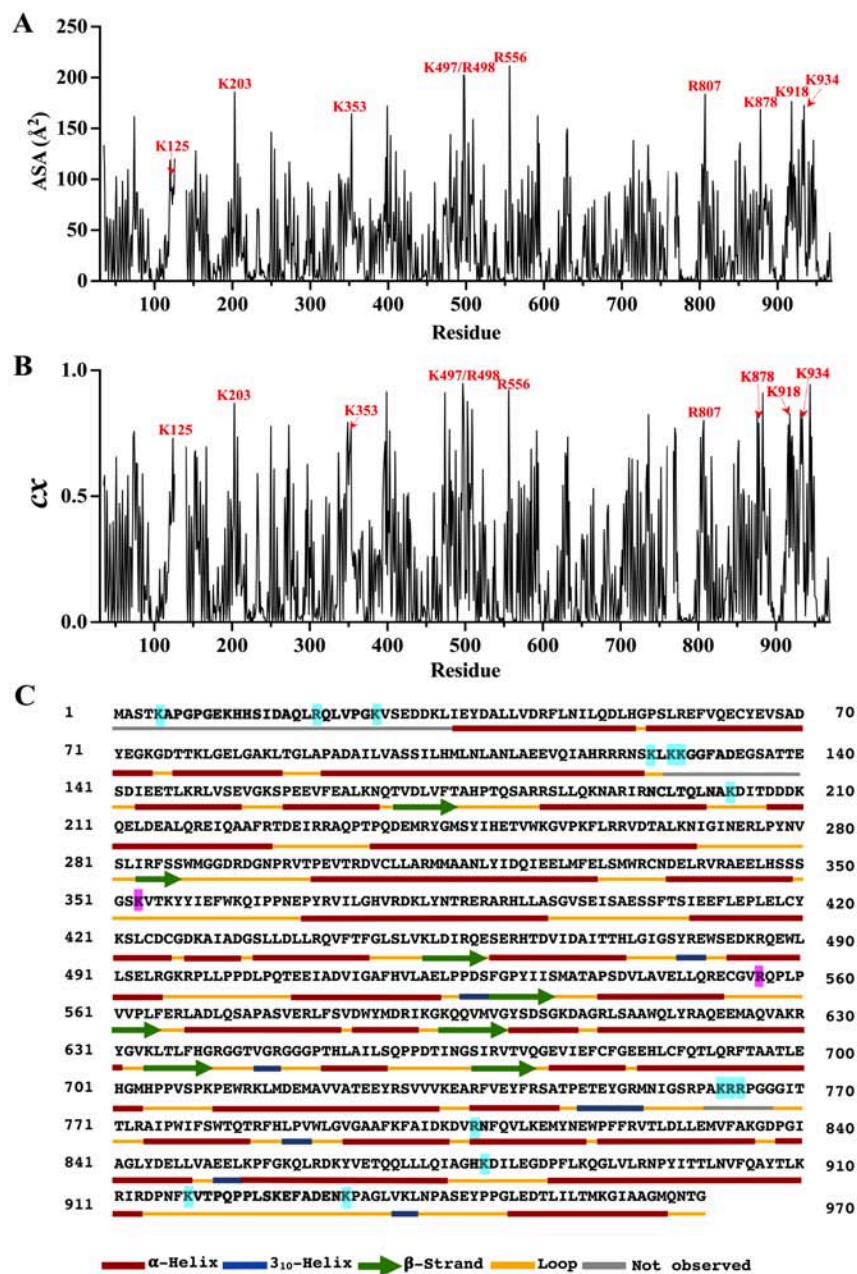 A
250
200
150
100
50
0
ASA (Å²)
K125
K203
K353
K497/R498
R556
R807
K878
K918
K934
100 200 300 400 500 600 700 800 900
Residue
B
1.0
0.5
0.0
cx
K125
K203
K353
K497/R498
R556
R807
K878
K918
K934
100 200 300 400 500 600 700 800 900
Residue
C
1 MASTKAPGPGEKHHSIDAQLRQLVPGKVSEDDKLIEYDALLVDRFLNILQDLHGPSLREFVQECYEVSAD 70
71 YEGKGDTTKLGELGAKLTGLAPADAILVASSILHMLNLANLAEEVQIAHRRRNSKLKKGGFADEGSATTE 140
141 SDIEETLKRLVSEVGKSPEEVFEALKNQTVDLVFTAHPTQSARRSLLQKNARIRNCLTQLNAKDITDDDK 210
211 QELDEALQREIQAAFRTDEIRRAQPTPQDEMRYGMSYIHETVWKGVPKFLRRVDTALKNIGINERLPYNV 280
281 SLIRFSSWMGGDRDGNPRVTPEVTRDVCLLARMMAANLYIDQIEELMFELSMWRCNDELRVRAEELHSSS 350
351 GSKVTKYYIEFWKQIPPNEPYRVILGHVRDKLYNTRERARHLLASGVSEISAESSFTSIEEFLEPLELCY 420
421 KSLCDCGDKAIADGSLLDLLRQVFTFGLSLVKLDIRQESERHTDVIDAITTHLGIGSYREWSEDKRQEWL 490
491 LSELRGKRPLLPPDLPQTEEIADVIGAFHVLAELPPDSFGPYIISMATAPSDVLAVELLQRECGVRQPLP 560
561 VVPLFERLADLQSAPASVERLFSVDWYMDRIKGKQQVMVGYSDSGKDAGRLSAAWQLYRAQEEMAQVAKR 630
631 YGVKLTLFHGRGGTVGRGGGPTHLAILSQPPDTINGSIRVTVQGEVIEFCFGEEHLCFQTLQRFTAATLE 700
701 HGMHPPVSPKPEWRKLMDEMAVVATEEYRSVVVKEARFVEYFRSATPETEYGRMNIGSRPAKRRPGGGIT 770
771 TLRAIPWIFSWTQTRFHLPVWLGVGAAFKFAIDKDVRNFQVLKEMYNEWPFFRVTLDLLEMVFAKGDPGI 840
841 AGLYDELLVAEELKPFGKQLRDKYVETQQLLLQIAGHKDILEGDPFLKQGLVLRNPYITTLNVFQAYTLK 910
911 RIRDPNFKVTPQPPLSKEFADENKPAGLVKLNPASEYPPGLEDTLILTMKGIAAGMQNTG 970
α-Helix 3₁₀-Helix β-Strand Loop Not observed